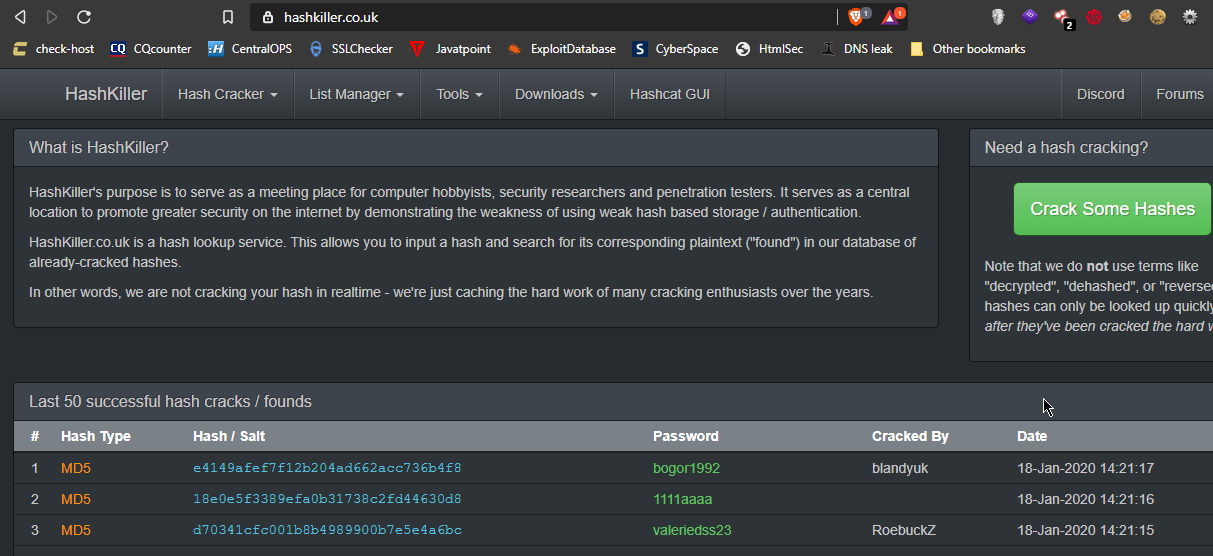 hashkiller.co.uk
1
1
2
check-host
CQ
CQcounter
CentralOPS
SSLChecker
Javatpoint
ExploitDatabase
S
CyberSpace
HtmlSec
DNS leak
Other bookmarks
HashKiller
Hash Cracker
List Manager
Tools
Downloads
Hashcat GUI
Discord
Forums
What is HashKiller?
HashKiller's purpose is to serve as a meeting place for computer hobbyists, security researchers and penetration testers. It serves as a central
location to promote greater security on the internet by demonstrating the weakness of using weak hash based storage / authentication.
HashKiller.co.uk is a hash lookup service. This allows you to input a hash and search for its corresponding plaintext ("found") in our database of
already-cracked hashes.
In other words, we are not cracking your hash in realtime - we're just caching the hard work of many cracking enthusiasts over the years.
Need a hash cracking?
Crack Some Hashes
Note that we do not use terms like
"decrypted", "dehashed", or "reverse
hashes can only be looked up quickly
after they've been cracked the hard
Last 50 successful hash cracks / founds
# Hash Type Hash / Salt Password Cracked By Date
1 MD5 e4149afef7f12b204ad662acc736b4f8 bogor1992 blandyuk 18-Jan-2020 14:21:17
2 MD5 18e0e5f3389efa0b31738c2fd44630d8 1111aaaa 18-Jan-2020 14:21:16
3 MD5 d70341cfc001b8b4989900b7e5e4a6bc valeriedss23 RoebuckZ 18-Jan-2020 14:21:15